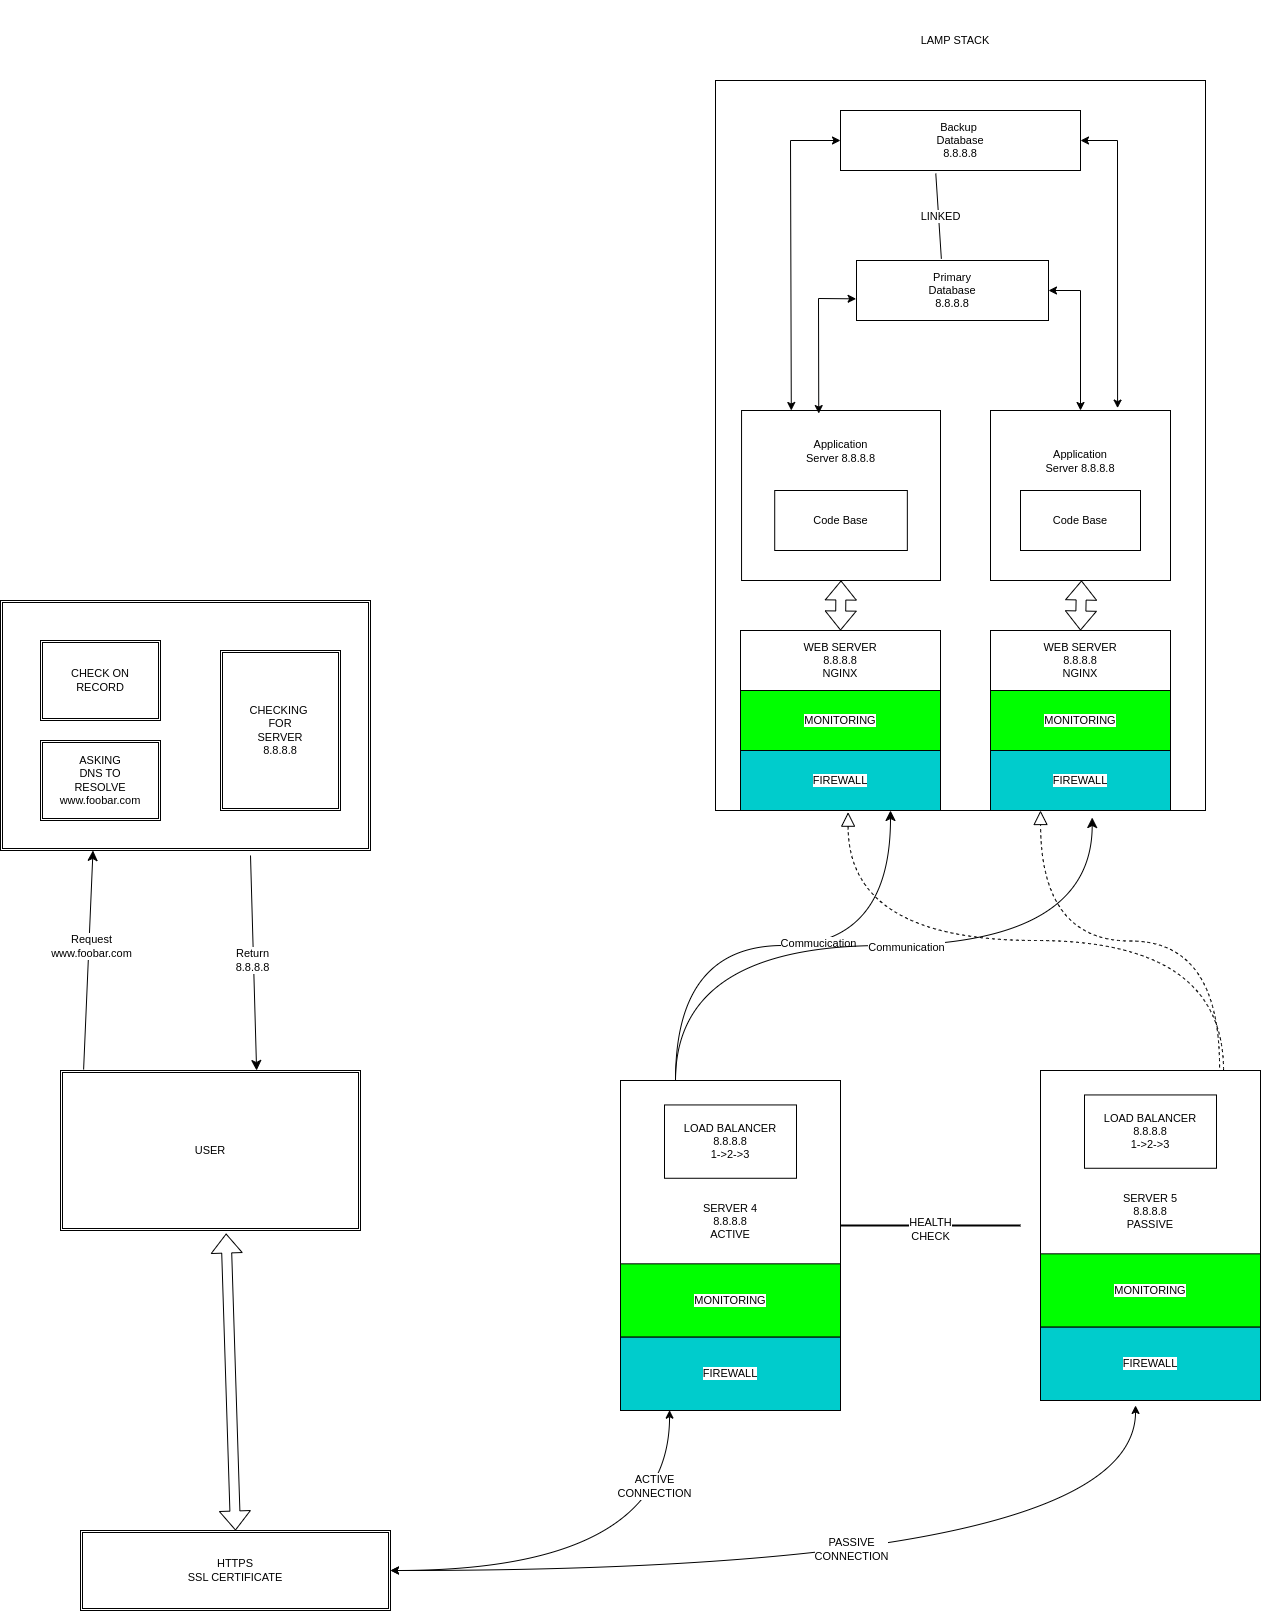 LAMP STACK
Backup
Database
8.8.8.8
LINKED
Primary
Database
8.8.8.8
Application
Server 8.8.8.8
Code Base
Application
Server 8.8.8.8
Code Base
WEB SERVER
8.8.8.8
NGINX
MONITORING
FIREWALL
WEB SERVER
8.8.8.8
NGINX
MONITORING
FIREWALL
CHECK ON
RECORD
ASKING
DNS TO
RESOLVE
www.foobar.com
CHECKING
FOR
SERVER
8.8.8.8
Request
www.foobar.com
Return
8.8.8.8
Commucication
Communication
USER
LOAD BALANCER
8.8.8.8
1->2->3
SERVER 4
8.8.8.8
ACTIVE
MONITORING
FIREWALL
HEALTH
CHECK
LOAD BALANCER
8.8.8.8
1->2->3
SERVER 5
8.8.8.8
PASSIVE
MONITORING
FIREWALL
ACTIVE
CONNECTION
PASSIVE
CONNECTION
HTTPS
SSL CERTIFICATE